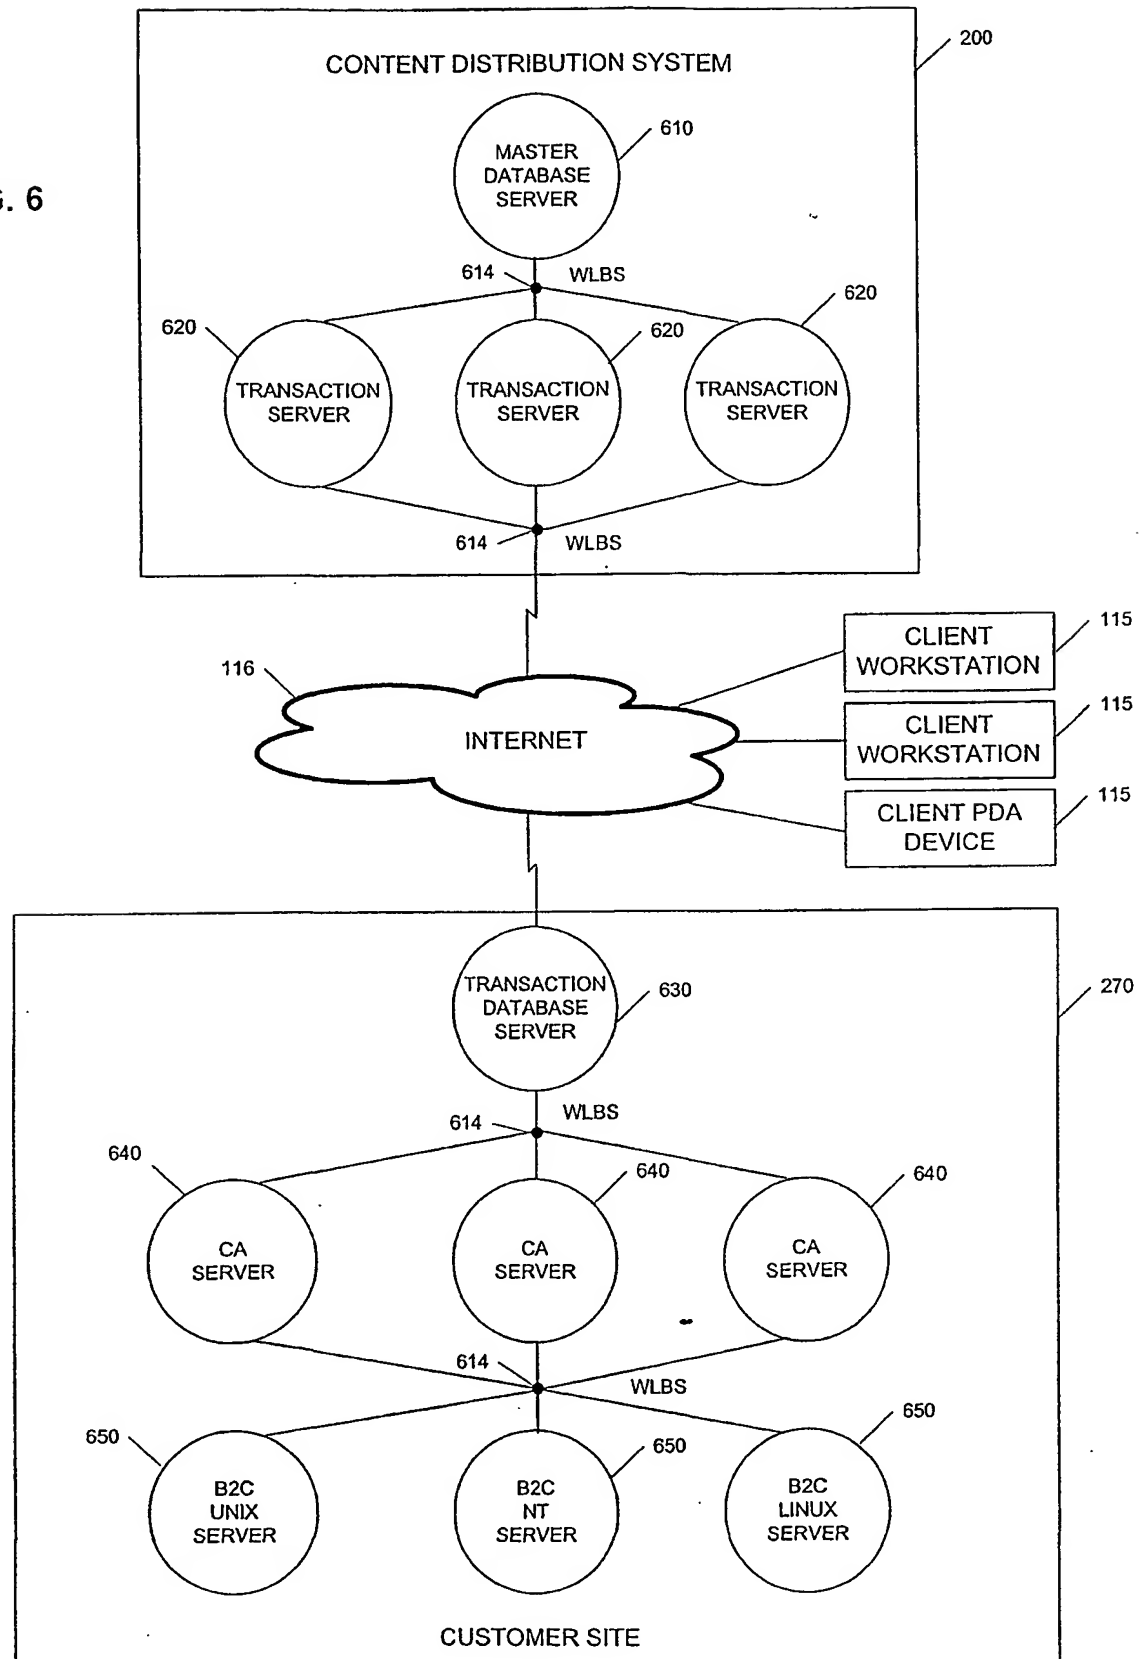 200
CONTENT DISTRIBUTION SYSTEM
610
MASTER
DATABASE
SERVER
. 6
614
WLBS
620
620
620
TRANSACTION
SERVER
TRANSACTION
SERVER
TRANSACTION
SERVER
614
WLBS
116
INTERNET
CLIENT
WORKSTATION
115
CLIENT
WORKSTATION
115
CLIENT PDA
DEVICE
115
TRANSACTION
DATABASE
SERVER
630
270
614
WLBS
640
640
640
CA
SERVER
CA
SERVER
CA
SERVER
614
WLBS
650
650
650
B2C
UNIX
SERVER
B2C
NT
SERVER
B2C
LINUX
SERVER
CUSTOMER SITE